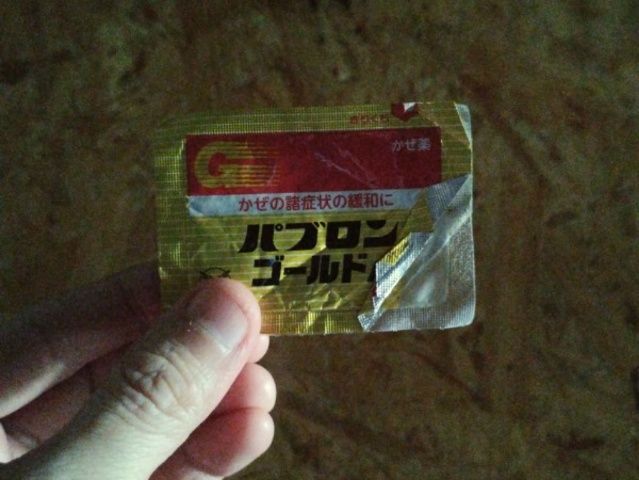 G
かぜ薬
かぜの諸症状の緩和に
パブロン
ゴールド